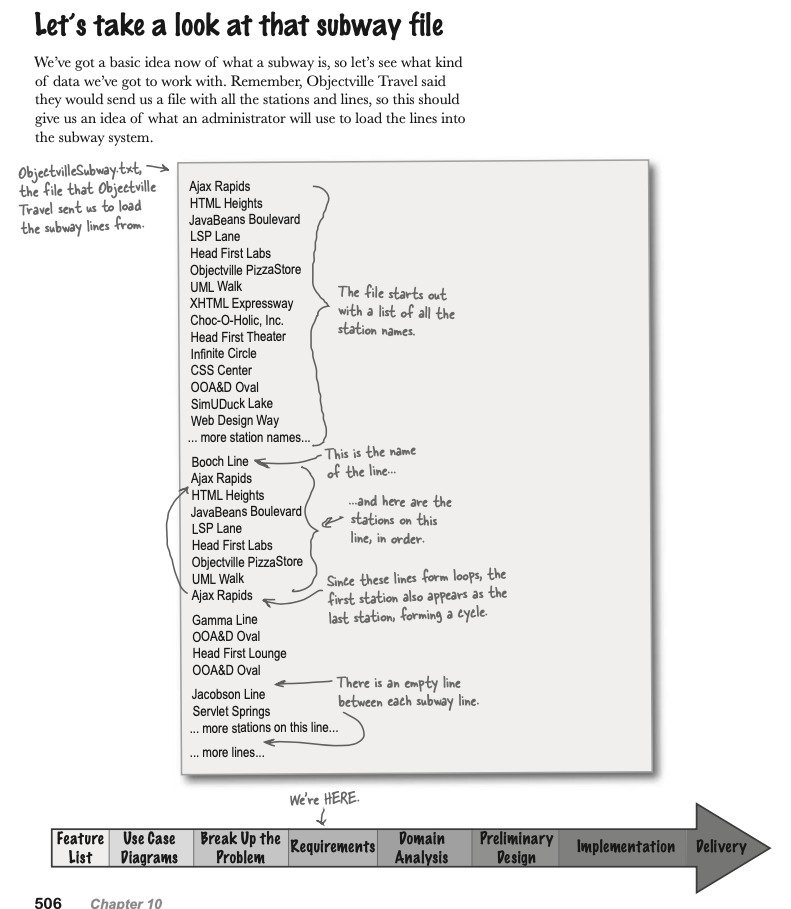 Let's take a look at that subway file
We've got a basic idea now of what a subway is, so let's see what kind
of data we've got to work with. Remember, Objectville Travel said
they would send us a file with all the stations and lines, so this should
give us an idea of what an administrator will use to load the lines into
the subway system.
ObjectvilleSubway.txt,
the file that Objectville
Travel sent us to load
the subway lines from.
Ajax Rapids
HTML Heights
JavaBeans Boulevard
LSP Lane
Head First Labs
Objectville PizzaStore
UML Walk
XHTML Expressway
Choc-O-Holic, Inc.
Head First Theater
Infinite Circle
CSS Center
OOA&D Oval
SimUDuck Lake
Web Design Way
... more station names...
The file starts out
with a list of all the
station names.
Booch Line
Ajax Rapids
HTML Heights
JavaBeans Boulevard
LSP Lane
Head First Labs
Objectville PizzaStore
UML Walk
Ajax Rapids
This is the name
of the line...
...and here are the
stations on this
line, in order.
Since these lines form loops, the
first station also appears as the
last station, forming a cycle.
Gamma Line
OOA&D Oval
Head First Lounge
OOA&D Oval
There is an empty line
between each subway line.
Jacobson Line
Servlet Springs
... more stations on this line...
... more lines...
We're HERE.
Feature
List
Use Case
Diagrams
Break Up the
Problem
Requirements
Domain
Analysis
Preliminary
Design
Implementation
Delivery
506
Chapter 10